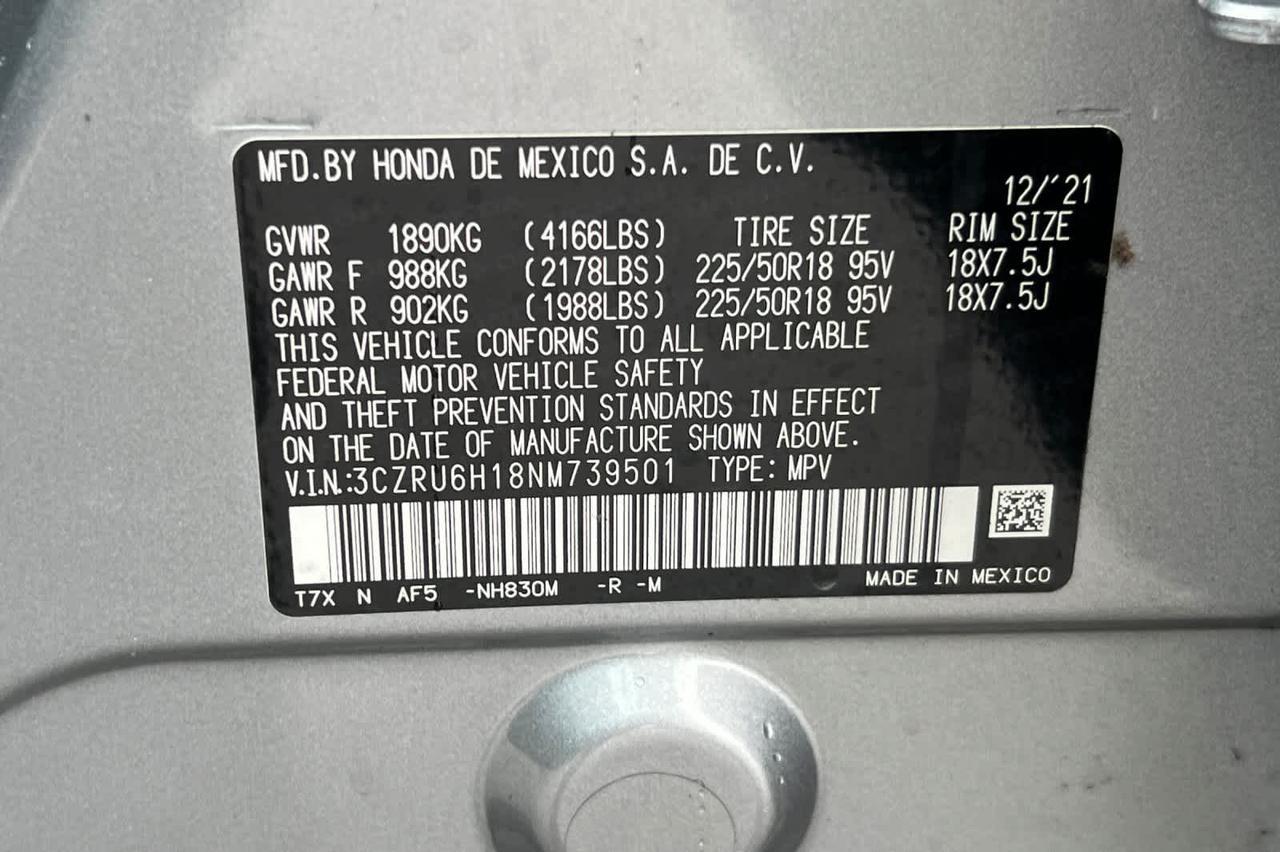 MFD.BY HONDA DE MEXICO S.A. DE C.V.
12/´21
GVWR 1890KG (4166LBS) TIRE SIZE RIM SIZE
GAWR F 988KG (2178LBS) 225/50R18 95V 18X7.5J
GAWR R 902KG (1988LBS) 225/50R18 95V 18X7.5J
THIS VEHICLE CONFORMS TO ALL APPLICABLE
FEDERAL MOTOR VEHICLE SAFETY
AND THEFT PREVENTION STANDARDS IN EFFECT
ON THE DATE OF MANUFACTURE SHOWN ABOVE.
V.I.N.:3CZRU6H18NM739501 TYPE: MPV
T7X N AF5 -NH830M -R -M MADE IN MEXICO